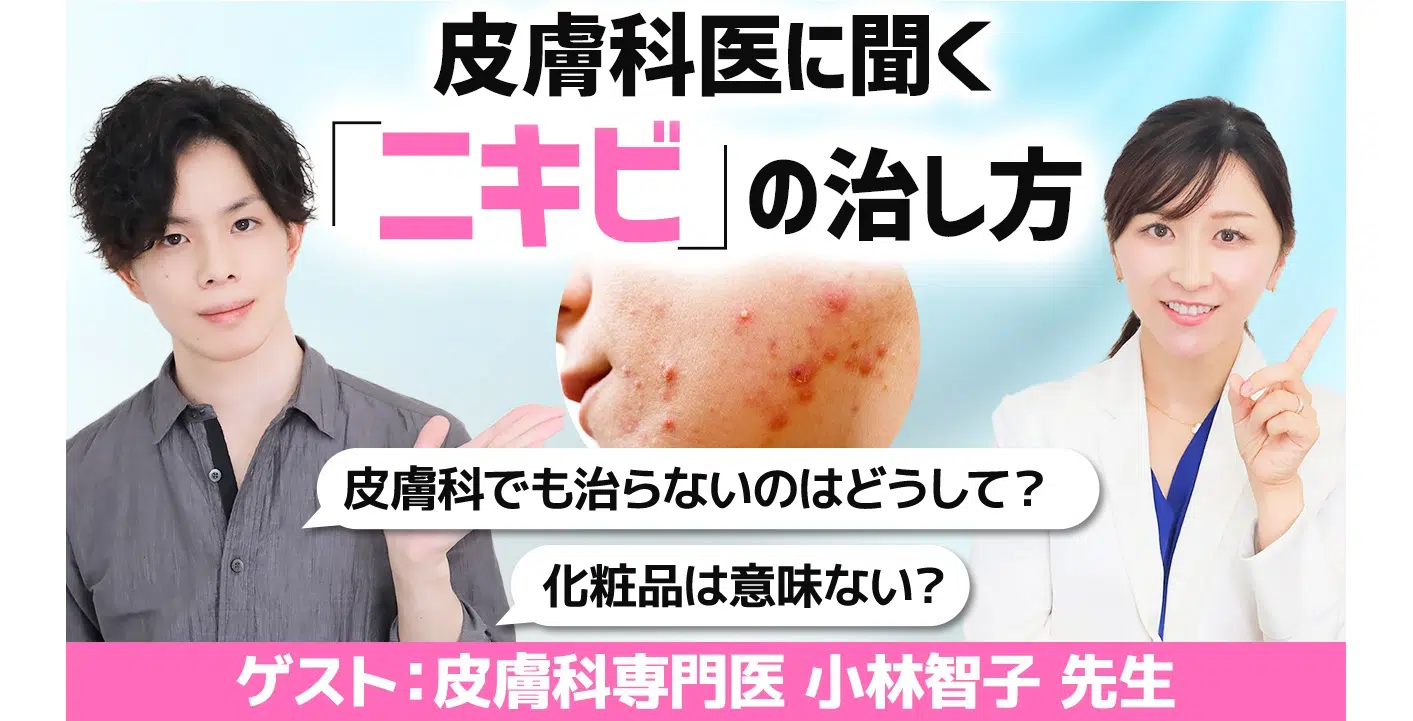 皮膚科医に聞く
「ニキビ」の治し方
皮膚科でも治らないのはどうして？
化粧品は意味ない？
ゲスト：皮膚科専門医 小林智子 先生